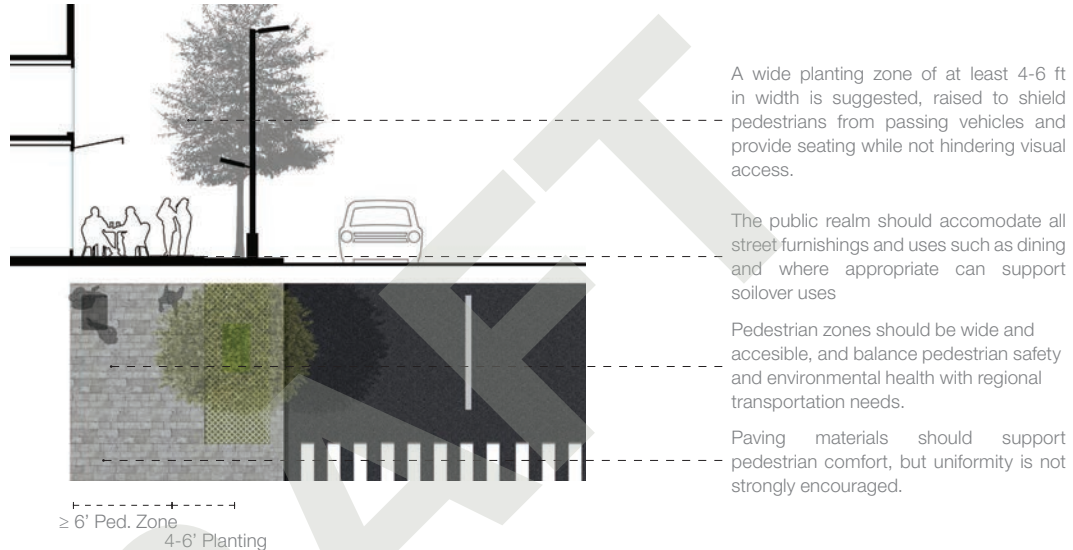 A wide planting zone of at least 4-6 ft
in width is suggested, raised to shield
pedestrians from passing vehicles and
provide seating while not hindering visual
access.
The public realm should accomodate all
street furnishings and uses such as dining
and where appropriate can support
soilover uses
Pedestrian zones should be wide and
accesible, and balance pedestrian safety
and environmental health with regional
transportation needs.
Paving materials should support
pedestrian comfort, but uniformity is not
strongly encouraged.
≥ 6' Ped. Zone
4-6' Planting
DRAFT